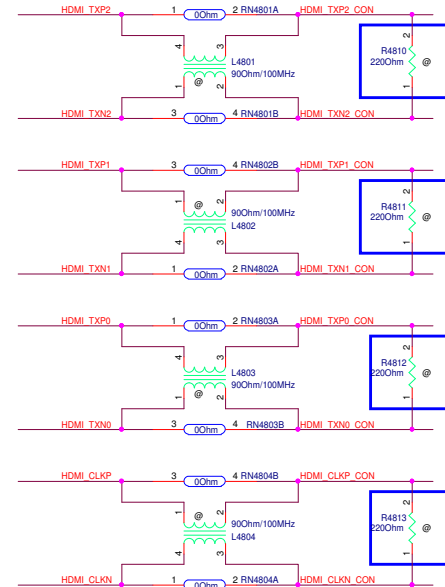 HDMI_TXP2 1 0Ohm 2 RN4801A HDMI_TXP2_CON
4 3 2
L4801 R4810
90Ohm/100MHz 220Ohm @
1 @ 2 1
HDMI_TXN2 3 0Ohm 4 RN4801B HDMI_TXN2_CON
HDMI_TXP1 3 0Ohm 4 RN4802B HDMI_TXP1_CON
1 @ 2 2
90Ohm/100MHz R4811
L4802 220Ohm @
4 3 1
HDMI_TXN1 1 0Ohm 2 RN4802A HDMI_TXN1_CON
HDMI_TXP0 1 0Ohm 2 RN4803A HDMI_TXP0_CON
4 3 2
L4803 R4812
90Ohm/100MHz 220Ohm @
1 @ 2 1
HDMI_TXN0 3 0Ohm 4 RN4803B HDMI_TXN0_CON
HDMI_CLKP 3 0Ohm 4 RN4804B HDMI_CLKP_CON
1 @ 2 2
90Ohm/100MHz R4813
L4804 220Ohm @
4 3 1
HDMI_CLKN 1 0Ohm 2 RN4804A HDMI_CLKN_CON